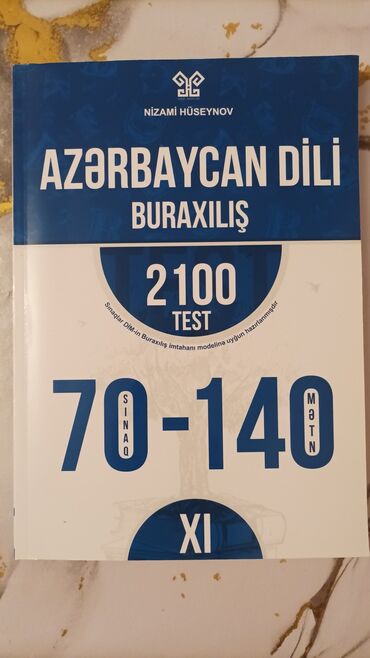 NİZAMİ HÜSEYNOV
AZƏRBAYCAN DİLİ
BURAXILIŞ
2100
TEST
Sınaqlar DİM-in Buraxılış imtahanı modelinə uyğun hazırlanmışdır
70-140
SINAQ
MƏTN
XI